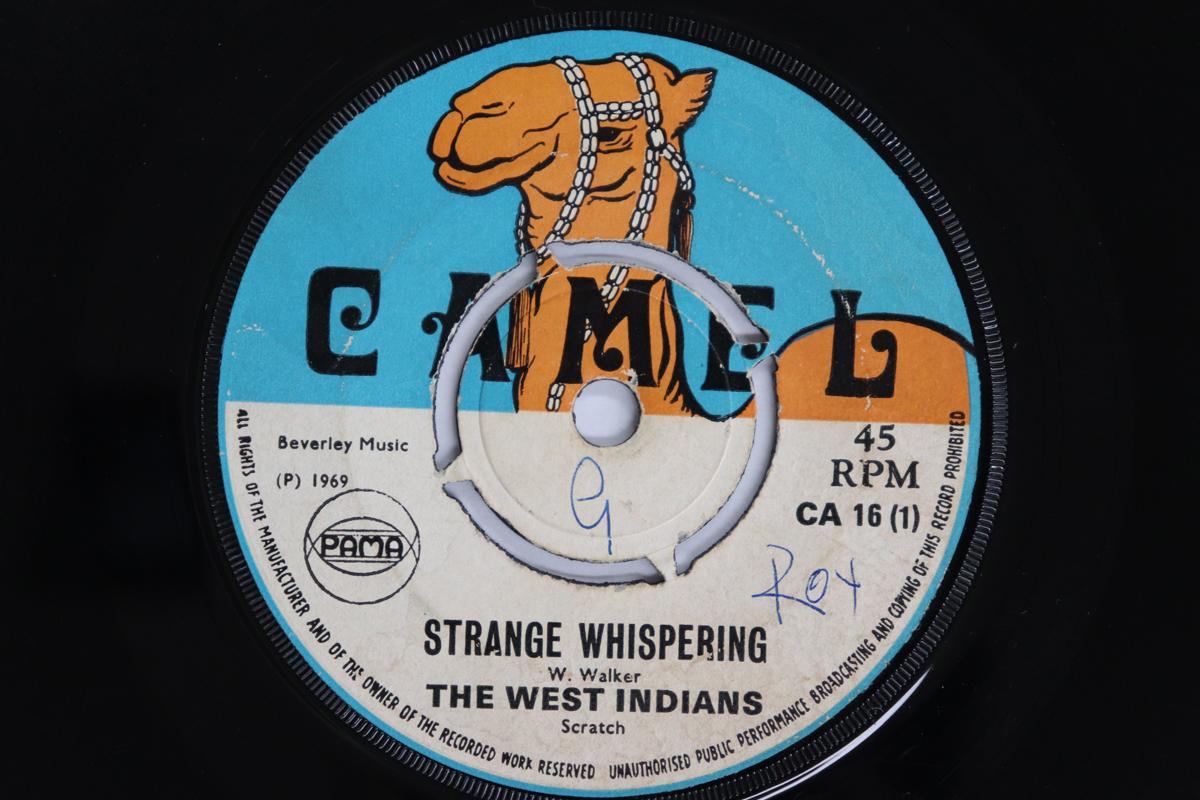 CAMEL
Beverley Music
(P) 1969
PAMA
45
RPM
CA 16 (1)
G
Roy
STRANGE WHISPERING
W. Walker
THE WEST INDIANS
Scratch
ALL RIGHTS OF THE MANUFACTURER AND OF THE OWNER OF THE RECORDED WORK RESERVED UNAUTHORISED PUBLIC PERFORMANCE BROADCASTING AND COPYING OF THIS RECORD PROHIBITED